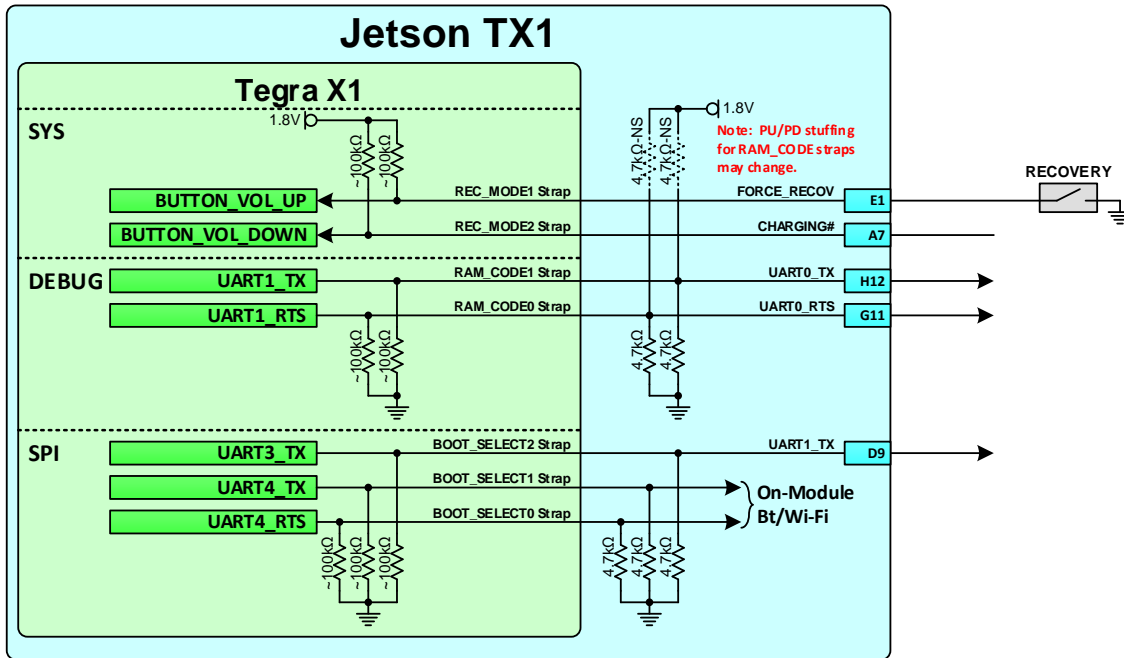 Jetson TX1
Tegra X1
SYS
1.8V
~100kΩ
~100kΩ
4.7kΩ-NS
4.7kΩ-NS
1.8V
Note: PU/PD stuffing
for RAM_CODE straps
may change.
RECOVERY
BUTTON_VOL_UP
REC_MODE1 Strap
FORCE_RECOV
E1
BUTTON_VOL_DOWN
REC_MODE2 Strap
CHARGING#
A7
DEBUG
UART1_TX
RAM_CODE1 Strap
UART0_TX
H12
UART1_RTS
RAM_CODE0 Strap
UART0_RTS
G11
~100kΩ
~100kΩ
4.7kΩ
4.7kΩ
SPI
UART3_TX
BOOT_SELECT2 Strap
UART1_TX
D9
UART4_TX
BOOT_SELECT1 Strap
On-Module
Bt/Wi-Fi
UART4_RTS
BOOT_SELECT0 Strap
~100kΩ
~100kΩ
~100kΩ
4.7kΩ
4.7kΩ
4.7kΩ